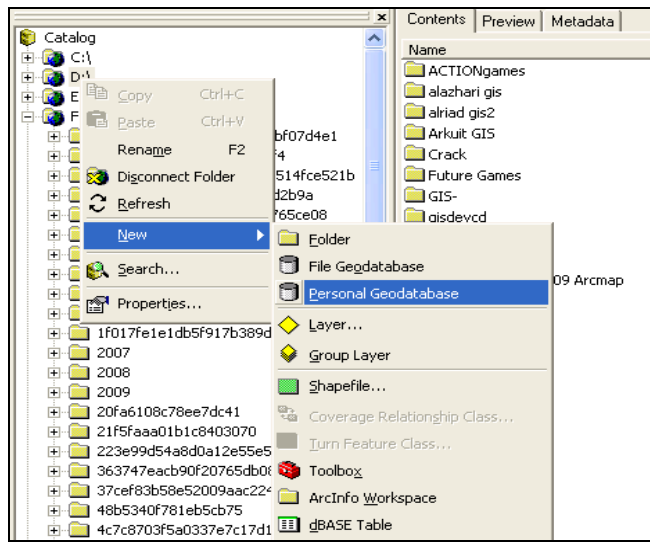 Catalog
C:\
D:\
E
F
bf07d4e1
f4
514fce521b
d2b9a
765ce08
1f017fe1e1db5f917b389d
2007
2008
2009
20fa6108c78ee7dc41
21f5faaa01b1c8403070
223e99d54a8d0a12e55e5
363747eacb90f20765db08
37cef83b58e52009aac224
48b5340f781eb5cb75
4c7c8703f5a0337e7c17d1
Copy Ctrl+C
Paste Ctrl+V
Rename F2
Disconnect Folder
Refresh
New
Search...
Properties...
Folder
File Geodatabase
Personal Geodatabase
Layer...
Group Layer
Shapefile...
Coverage Relationship Class...
Turn Feature Class...
Toolbox
ArcInfo Workspace
dBASE Table
Contents Preview Metadata
Name
ACTIONgames
alazhari gis
alriad gis2
Arkuit GIS
Crack
Future Games
GIS-
gisdevcd
09 Arcmap